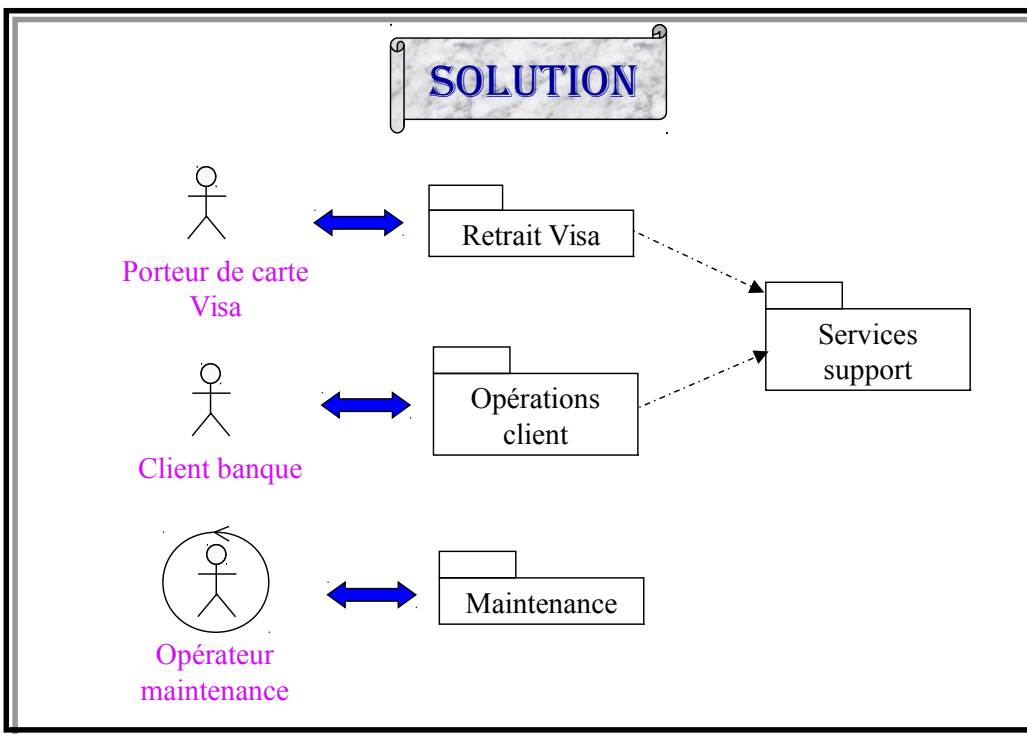 SOLUTION
Retrait Visa
Porteur de carte
Visa
Services
support
Opérations
client
Client banque
Maintenance
Opérateur
maintenance